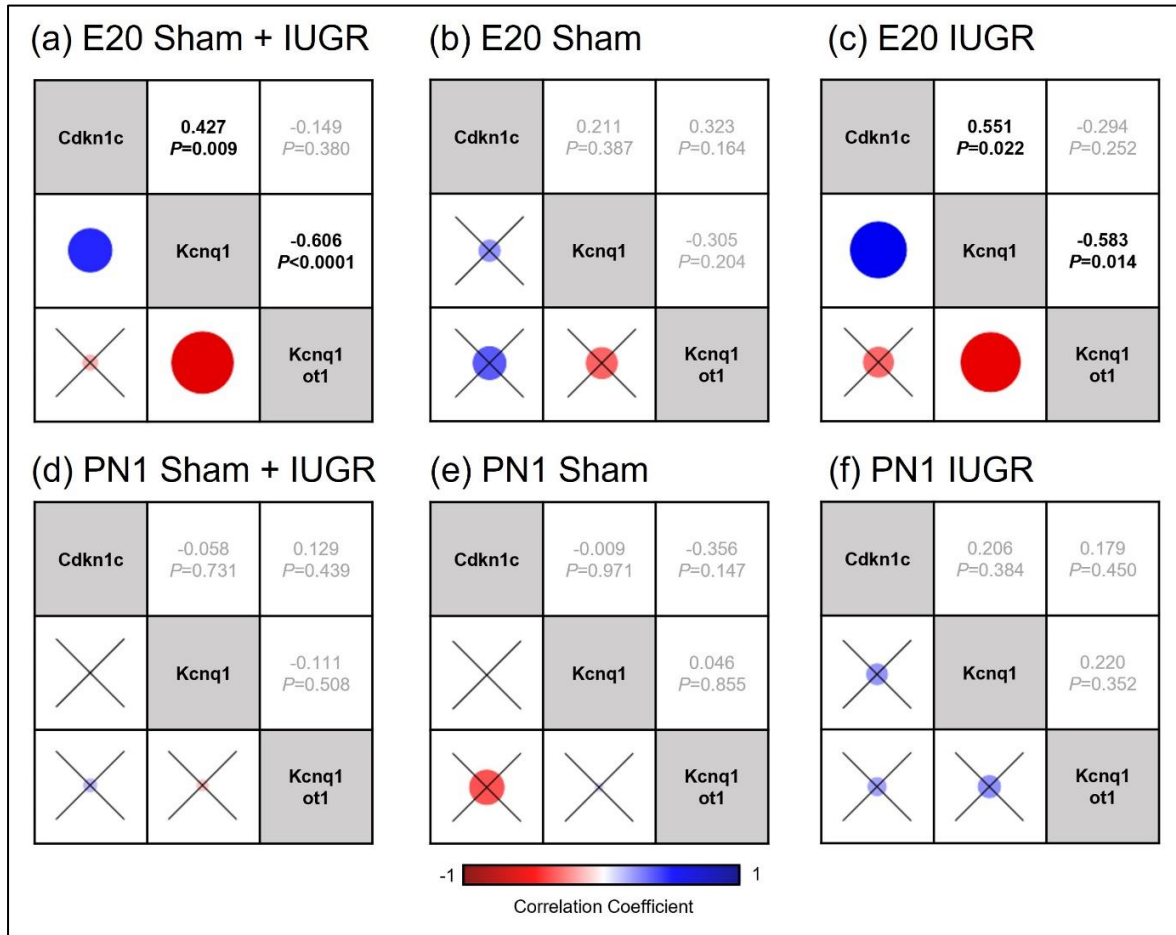 (a) E20 Sham + IUGR
Cdkn1c
0.427
P=0.009
-0.149
P=0.380
Kcnq1
-0.606
P<0.0001
Kcnq1
ot1
(b) E20 Sham
Cdkn1c
0.211
P=0.387
0.323
P=0.164
Kcnq1
-0.305
P=0.204
Kcnq1
ot1
(c) E20 IUGR
Cdkn1c
0.551
P=0.022
-0.294
P=0.252
Kcnq1
-0.583
P=0.014
Kcnq1
ot1
(d) PN1 Sham + IUGR
Cdkn1c
-0.058
P=0.731
0.129
P=0.439
Kcnq1
-0.111
P=0.508
Kcnq1
ot1
(e) PN1 Sham
Cdkn1c
-0.009
P=0.971
-0.356
P=0.147
Kcnq1
0.046
P=0.855
Kcnq1
ot1
(f) PN1 IUGR
Cdkn1c
0.206
P=0.384
0.179
P=0.450
Kcnq1
0.220
P=0.352
Kcnq1
ot1
-1
1
Correlation Coefficient